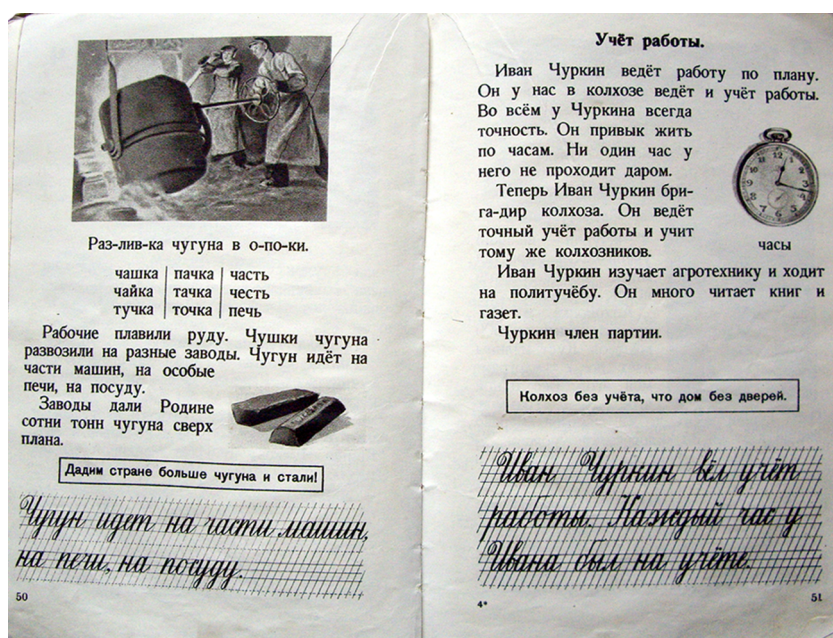 Раз-лив-ка чугуна в о-по-ки.
чашка пачка часть
чайка тачка честь
тучка точка печь
Рабочие плавили руду. Чушки чугуна
развозили на разные заводы. Чугун идёт на
части машин, на особые
печи, на посуду.
Заводы дали Родине
сотни тонн чугуна сверх
плана.
Дадим стране больше чугуна и стали!
Чугун идет на части машин,
на печи, на посуду.
50
Учёт работы.
Иван Чуркин ведёт работу по плану.
Он у нас в колхозе ведёт и учёт работы.
Во всём у Чуркина всегда
точность. Он привык жить
по часам. Ни один час у
него не проходит даром.
Теперь Иван Чуркин бри-
га-дир колхоза. Он ведёт
точный учёт работы и учит
тому же колхозников.
часы
Иван Чуркин изучает агротехнику и ходит
на политучёбу. Он много читает книг и
газет.
Чуркин член партии.
Колхоз без учёта, что дом без дверей.
Иван Чуркин вёл учёт
работы. Каждый час у
Ивана был на учёте.
4*
51